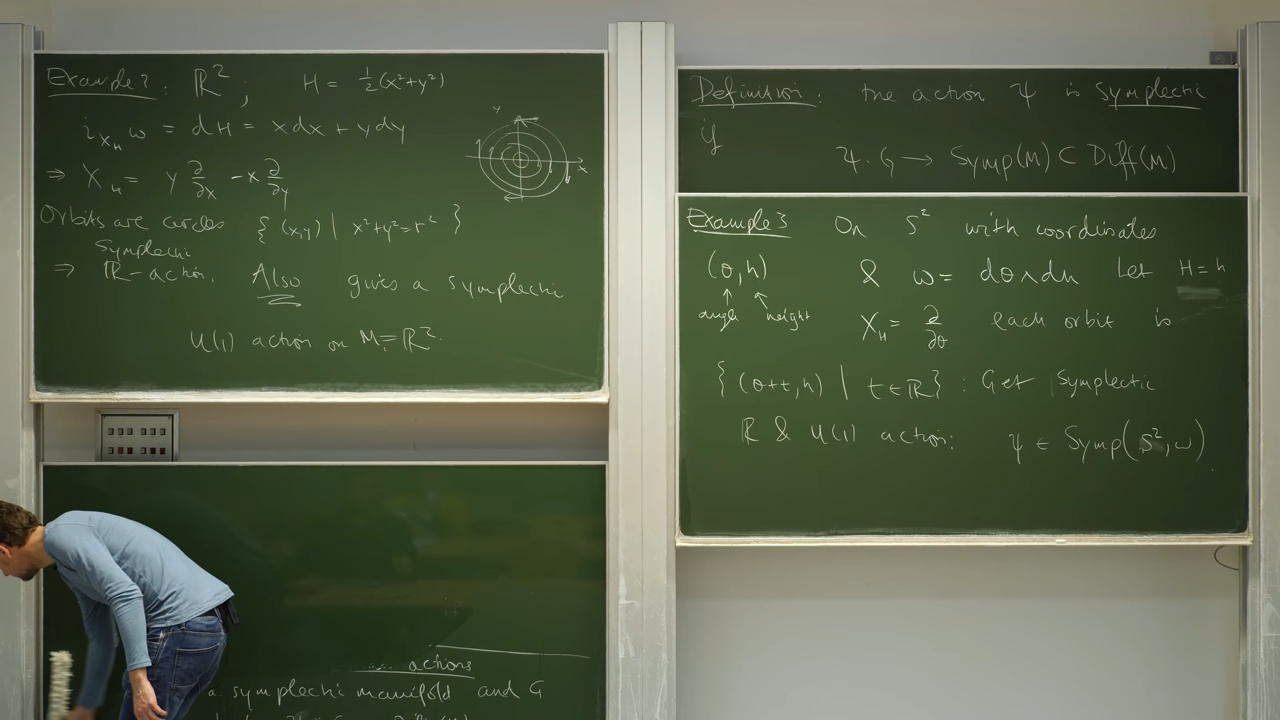 Example 2: ℝ² ; H = ½(x²+y²)
i_{X_H} ω = dH = xdx + ydy
⇒ X_H = y ∂/∂x - x ∂/∂y
y
x
Orbits are circles { (x,y) | x²+y²=r² }
Symplectic
⇒ ℝ-action. Also gives a symplectic
U(1) action on M=ℝ².
actions
a symplectic manifold and G
Definition: the action Ψ is symplectic
if
Ψ: G → Symp(M) ⊂ Diff(M)
Example 3 On S² with coordinates
(θ,h) & ω = dθ∧dh Let H=h
↑ ↑
angle height X_H = ∂/∂θ each orbit is
{ (θ+t,h) | t∈ℝ} : Get symplectic
ℝ & U(1) action: ψ ∈ Symp(S²,ω).